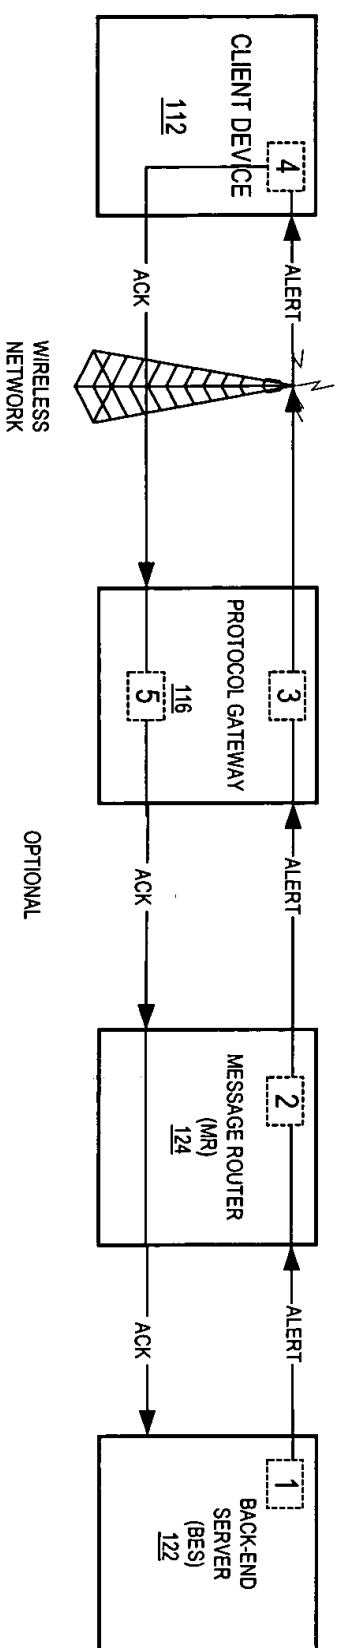 CLIENT DEVICE
112
4
ALERT
ACK
WIRELESS
NETWORK
PROTOCOL GATEWAY
116
3
5
ALERT
ACK
OPTIONAL
MESSAGE ROUTER
(MR)
124
2
ALERT
ACK
BACK-END
SERVER
(BES)
122
1